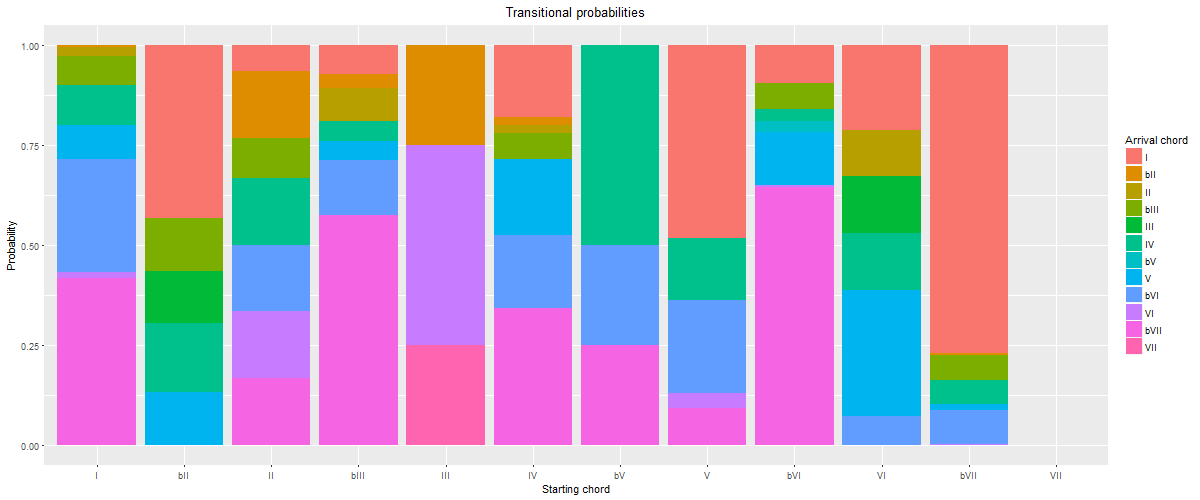 Transitional probabilities
1.00
0.75
0.50
0.25
0.00
Probability
I bII II bIII III IV bV V bVI VI bVII VII
Starting chord
Arrival chord
I
bII
II
bIII
III
IV
bV
V
bVI
VI
bVII
VII